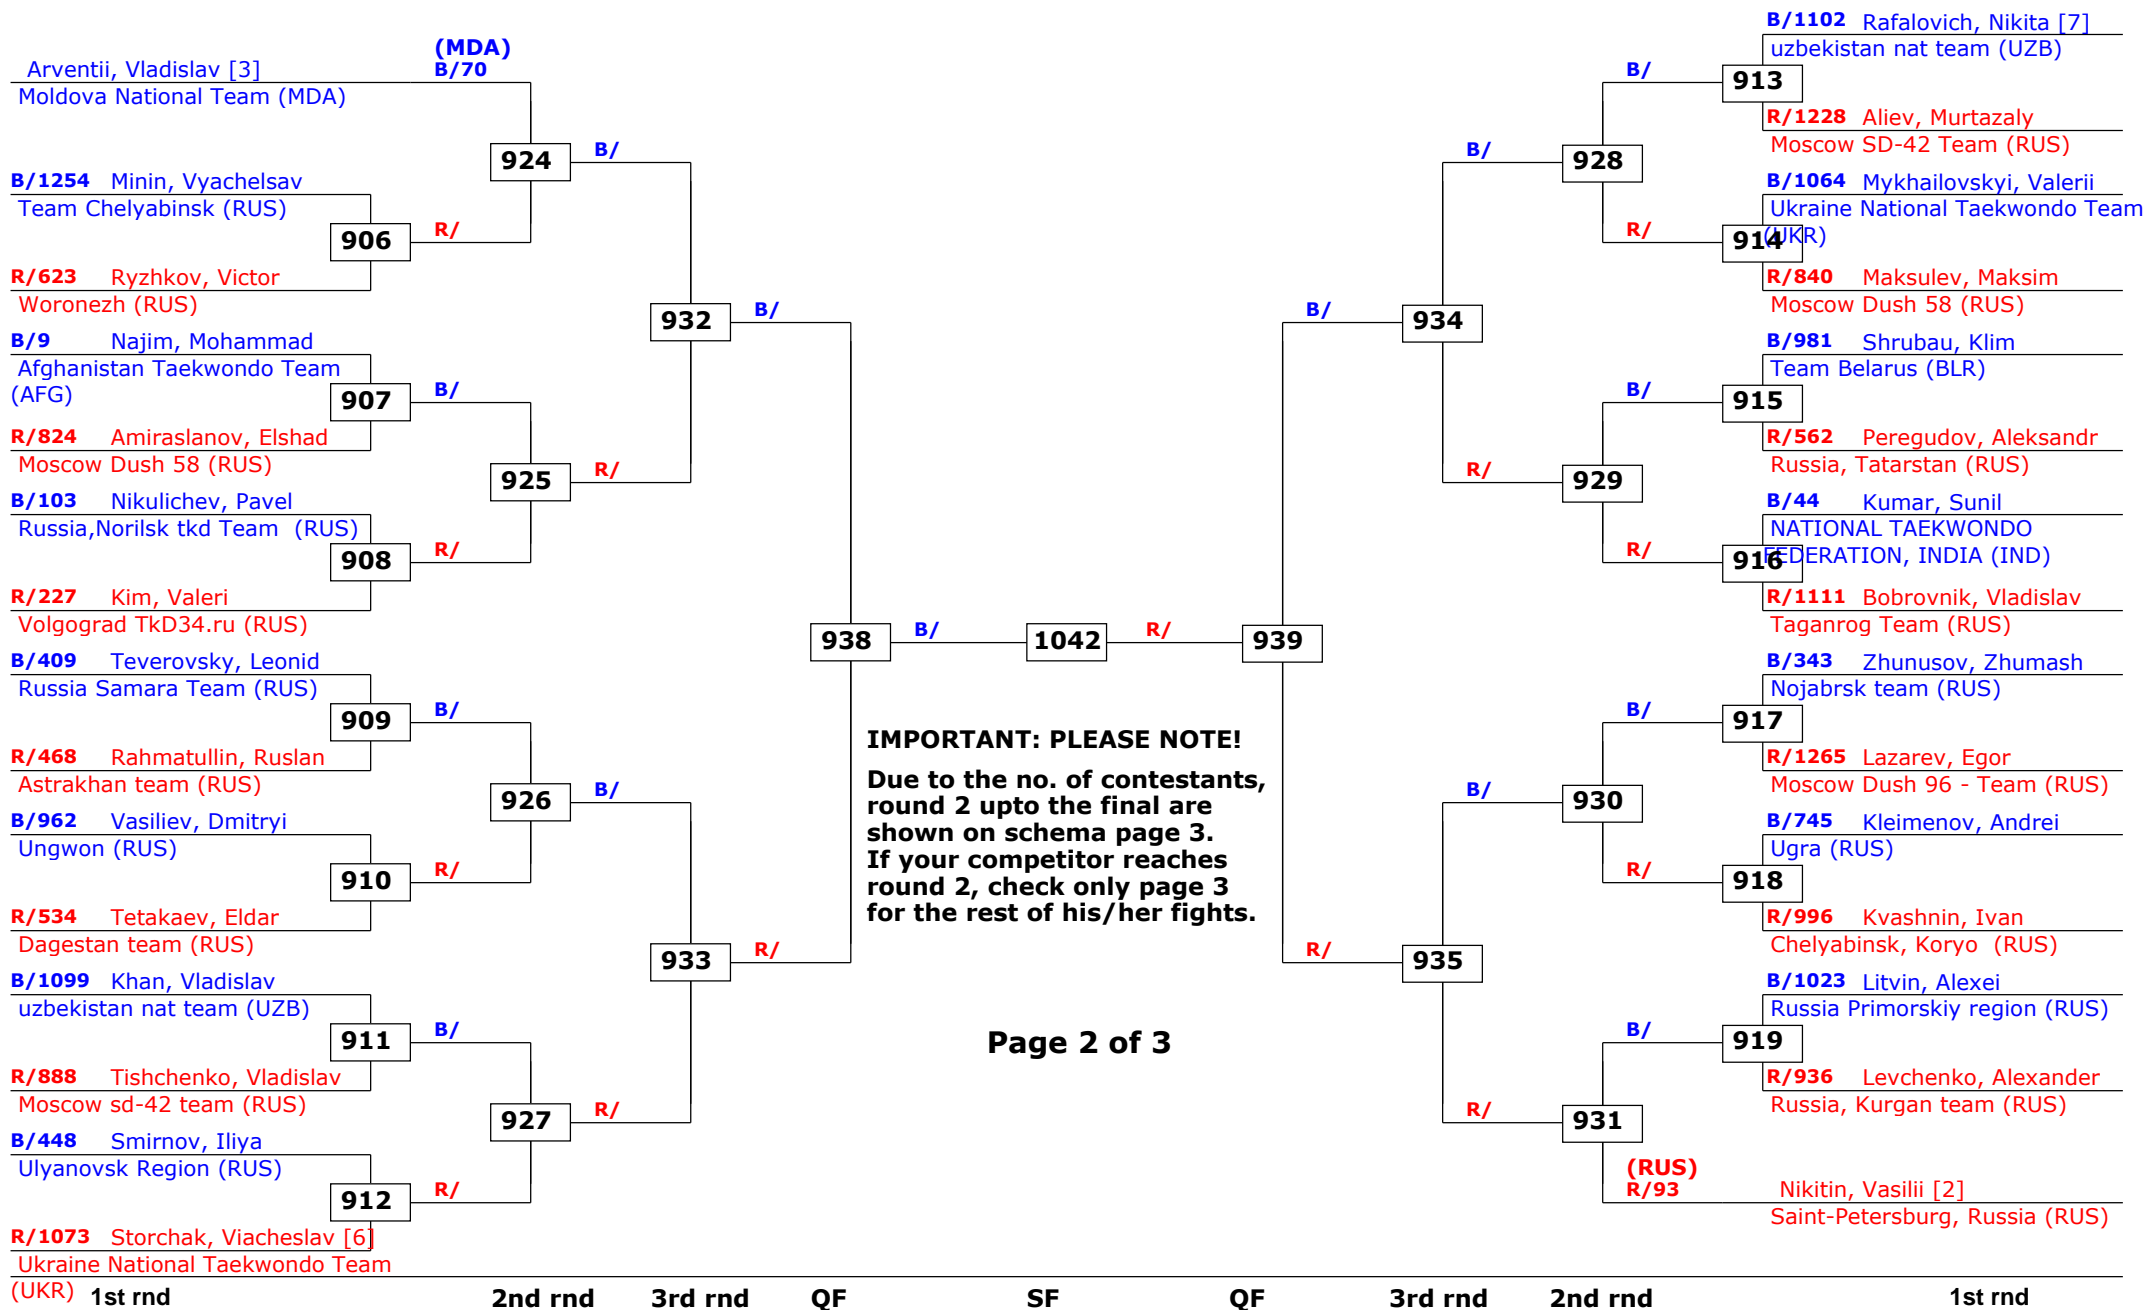 (MDA)
Arventii, Vladislav [3]
B/70
Moldova National Team (MDA)
924
B/
B/1254 Minin, Vyachelsav
Team Chelyabinsk (RUS)
906
R/
R/623 Ryzhkov, Victor
Woronezh (RUS)
932
B/
B/9 Najim, Mohammad
Afghanistan Taekwondo Team
(AFG)
907
B/
R/824 Amiraslanov, Elshad
Moscow Dush 58 (RUS)
925
R/
B/103 Nikulichev, Pavel
Russia,Norilsk tkd Team (RUS)
908
R/
R/227 Kim, Valeri
Volgograd TkD34.ru (RUS)
938
B/
1042
R/
939
B/409 Teverovsky, Leonid
Russia Samara Team (RUS)
909
B/
R/468 Rahmatullin, Ruslan
Astrakhan team (RUS)
926
B/
B/962 Vasiliev, Dmitryi
Ungwon (RUS)
910
R/
R/534 Tetakaev, Eldar
Dagestan team (RUS)
933
R/
B/1099 Khan, Vladislav
uzbekistan nat team (UZB)
911
B/
R/888 Tishchenko, Vladislav
Moscow sd-42 team (RUS)
927
R/
B/448 Smirnov, Iliya
Ulyanovsk Region (RUS)
912
R/
R/1073 Storchak, Viacheslav [6]
Ukraine National Taekwondo Team
(UKR)
IMPORTANT: PLEASE NOTE!
Due to the no. of contestants,
round 2 upto the final are
shown on schema page 3.
If your competitor reaches
round 2, check only page 3
for the rest of his/her fights.
Page 2 of 3
B/1102 Rafalovich, Nikita [7]
uzbekistan nat team (UZB)
B/
913
R/1228 Aliev, Murtazaly
Moscow SD-42 Team (RUS)
B/
928
B/1064 Mykhailovskyi, Valerii
Ukraine National Taekwondo Team
(UKR)
R/
914
R/840 Maksulev, Maksim
Moscow Dush 58 (RUS)
B/
934
B/981 Shrubau, Klim
Team Belarus (BLR)
B/
915
R/562 Peregudov, Aleksandr
Russia, Tatarstan (RUS)
R/
929
B/44 Kumar, Sunil
NATIONAL TAEKWONDO
FEDERATION, INDIA (IND)
R/
916
R/1111 Bobrovnik, Vladislav
Taganrog Team (RUS)
B/343 Zhunusov, Zhumash
Nojabrsk team (RUS)
B/
917
R/1265 Lazarev, Egor
Moscow Dush 96 - Team (RUS)
B/
930
B/745 Kleimenov, Andrei
Ugra (RUS)
R/
918
R/996 Kvashnin, Ivan
Chelyabinsk, Koryo (RUS)
R/
935
B/1023 Litvin, Alexei
Russia Primorskiy region (RUS)
B/
919
R/936 Levchenko, Alexander
Russia, Kurgan team (RUS)
R/
931
(RUS)
R/93
Nikitin, Vasilii [2]
Saint-Petersburg, Russia (RUS)
1st rnd 2nd rnd 3rd rnd QF SF QF 3rd rnd 2nd rnd 1st rnd